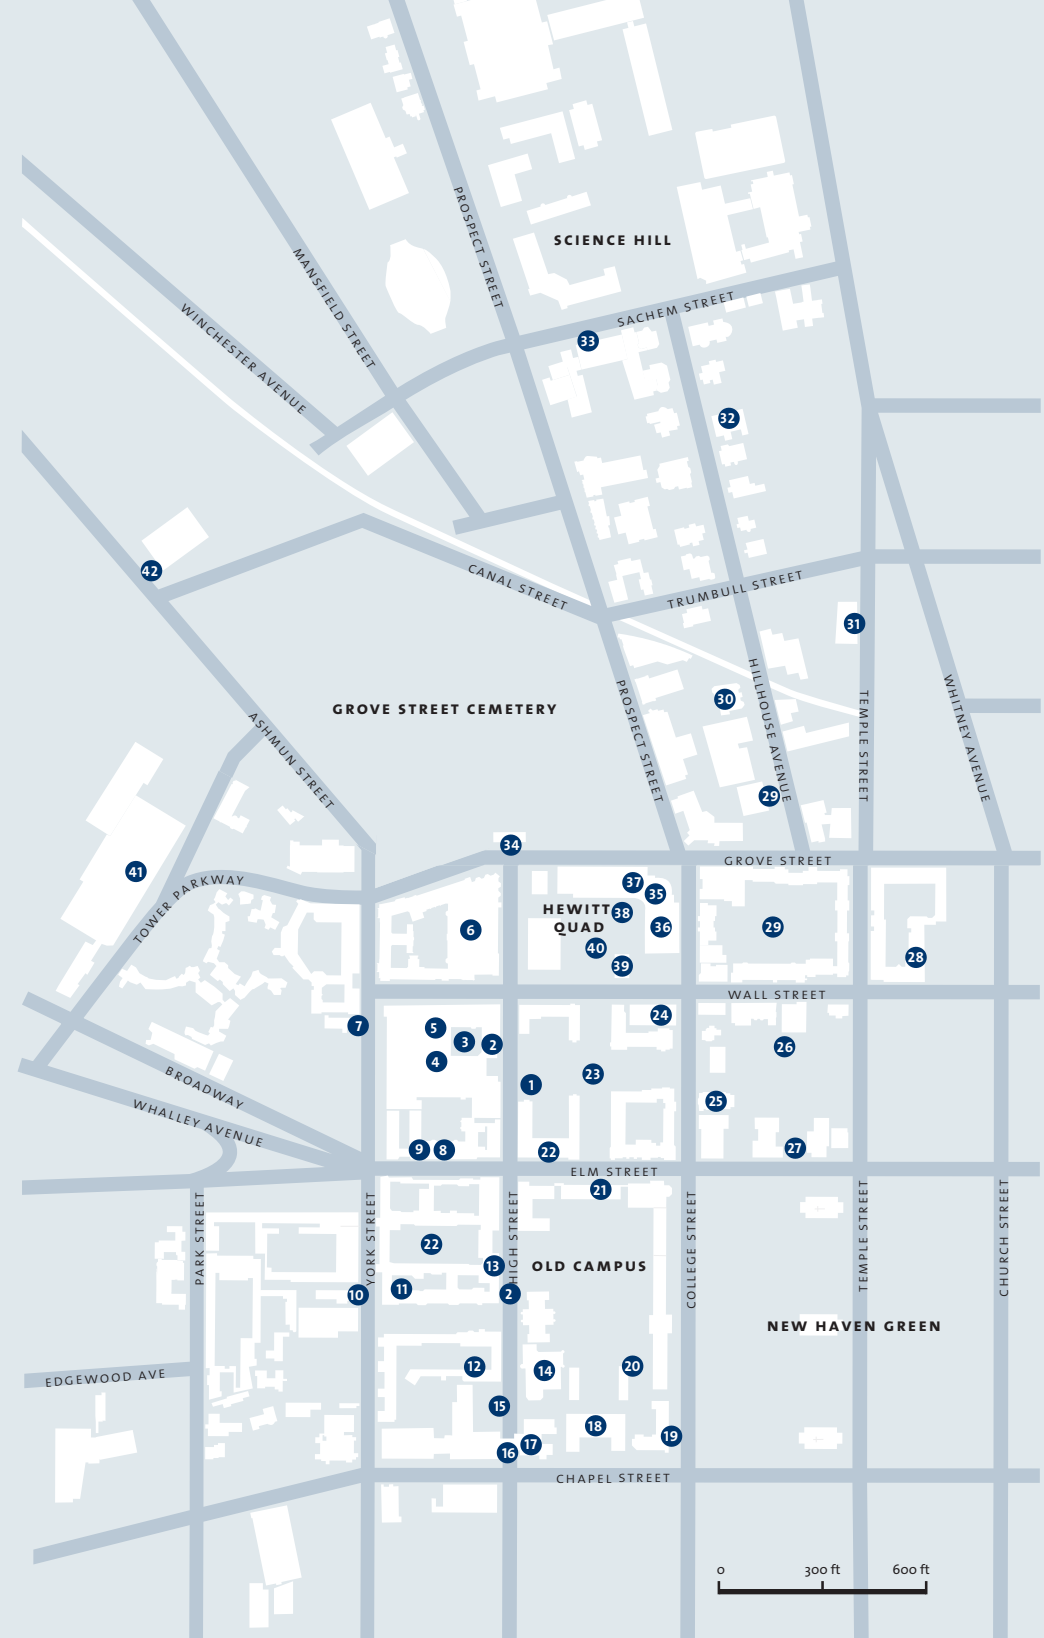 PROSPECT STREET
SCIENCE HILL
MANSFIELD STREET
SACHEM STREET
WINCHESTER AVENUE
33
32
42
CANAL STREET
TRUMBULL STREET
31
HILLHOUSE AVENUE
30
WHITNEY AVENUE
PROSPECT STREET
TEMPLE STREET
GROVE STREET CEMETERY
ASHMUN STREET
29
34
GROVE STREET
41
TOWER PARKWAY
37
35
HEWITT
38
QUAD
36
6
29
40
39
28
WALL STREET
24
7
5
3
2
4
26
23
1
25
BROADWAY
WHALLEY AVENUE
9
8
22
27
ELM STREET
21
PARK STREET
YORK STREET
HIGH STREET
COLLEGE STREET
TEMPLE STREET
CHURCH STREET
22
13
OLD CAMPUS
10
11
2
NEW HAVEN GREEN
EDGEWOOD AVE
12
14
20
15
18
19
17
16
CHAPEL STREET
0 300 ft 600 ft